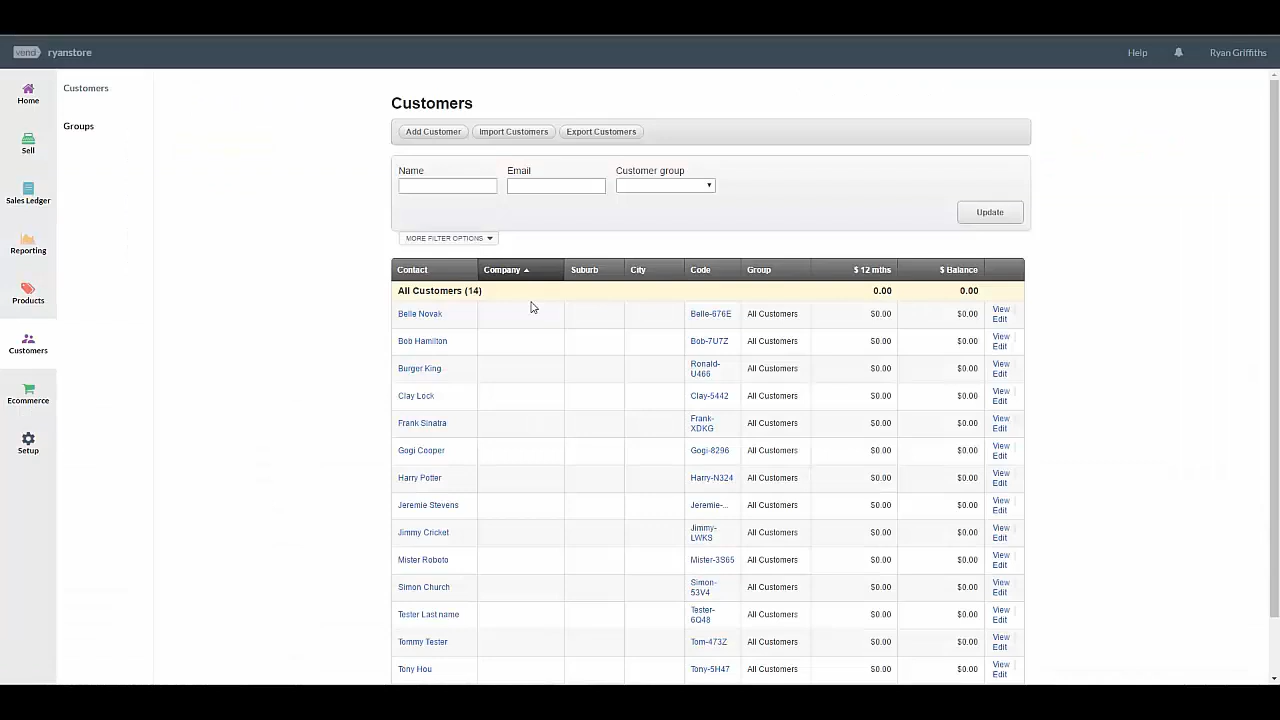 vend ryanstore Help Ryan Griffiths
Home
Sell
Sales Ledger
Reporting
Products
Customers
Ecommerce
Setup
Customers
Groups
Customers
Add Customer Import Customers Export Customers
Name Email Customer group
Update
MORE FILTER OPTIONS
Contact Company Suburb City Code Group $ 12 mths $ Balance
All Customers (14) 0.00 0.00
Belle Novak Belle-676E All Customers $0.00 $0.00 View Edit
Bob Hamilton Bob-7U7Z All Customers $0.00 $0.00 View Edit
Burger King Ronald-U466 All Customers $0.00 $0.00 View Edit
Clay Lock Clay-5442 All Customers $0.00 $0.00 View Edit
Frank Sinatra Frank-XDKG All Customers $0.00 $0.00 View Edit
Gogi Cooper Gogi-8296 All Customers $0.00 $0.00 View Edit
Harry Potter Harry-N324 All Customers $0.00 $0.00 View Edit
Jeremie Stevens Jeremie-... All Customers $0.00 $0.00 View Edit
Jimmy Cricket Jimmy-LWKS All Customers $0.00 $0.00 View Edit
Mister Roboto Mister-3S65 All Customers $0.00 $0.00 View Edit
Simon Church Simon-53V4 All Customers $0.00 $0.00 View Edit
Tester Last name Tester-6Q48 All Customers $0.00 $0.00 View Edit
Tommy Tester Tom-473Z All Customers $0.00 $0.00 View Edit
Tony Hou Tony-5H47 All Customers $0.00 $0.00 View Edit